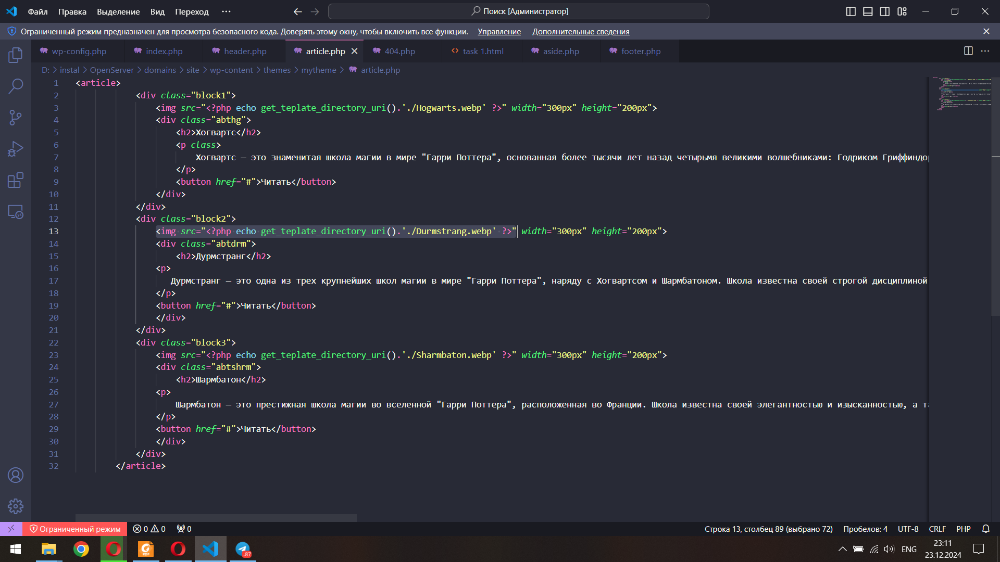 Файл Правка Выделение Вид Переход ··· Поиск [Администратор]
Ограниченный режим предназначен для просмотра безопасного кода. Доверять этому окну, чтобы включить все функции. Управление Дополнительные сведения
wp-config.php index.php header.php article.php 404.php task 1.html aside.php footer.php
D: > instal > OpenServer > domains > site > wp-content > themes > mytheme > article.php
1 <article>
2 <div class="block1">
3 <img src="<?php echo get_teplate_directory_uri().'./Hogwarts.webp' ?>" width="300px" height="200px">
4 <div class="abthg">
5 <h2>Хогвартс</h2>
6 <p class>
7 Хогвартс — это знаменитая школа магии в мире "Гарри Поттера", основанная более тысячи лет назад четырьмя великими волшебниками: Годриком Гриффиндор
8 </p>
9 <button href="#">Читать</button>
10 </div>
11 </div>
12 <div class="block2">
13 <img src="<?php echo get_teplate_directory_uri().'./Durmstrang.webp' ?>" width="300px" height="200px">
14 <div class="abtdrm">
15 <h2>Дурмстранг</h2>
16 <p>
17 Дурмстранг — это одна из трех крупнейших школ магии в мире "Гарри Поттера", наряду с Хогвартсом и Шармбатоном. Школа известна своей строгой дисциплиной
18 </p>
19 <button href="#">Читать</button>
20 </div>
21 </div>
22 <div class="block3">
23 <img src="<?php echo get_teplate_directory_uri().'./Sharmbaton.webp' ?>" width="300px" height="200px">
24 <div class="abtshrm">
25 <h2>Шармбатон</h2>
26 <p>
27 Шармбатон — это престижная школа магии во вселенной "Гарри Поттера", расположенная во Франции. Школа известна своей элегантностью и изысканностью, а
28 </p>
29 <button href="#">Читать</button>
30 </div>
31 </div>
32 </article>
Ограниченный режим 0 0 0 Строка 13, столбец 89 (выбрано 72) Пробелов: 4 UTF-8 CRLF PHP
PDF ..87 ENG 23:11
23.12.2024